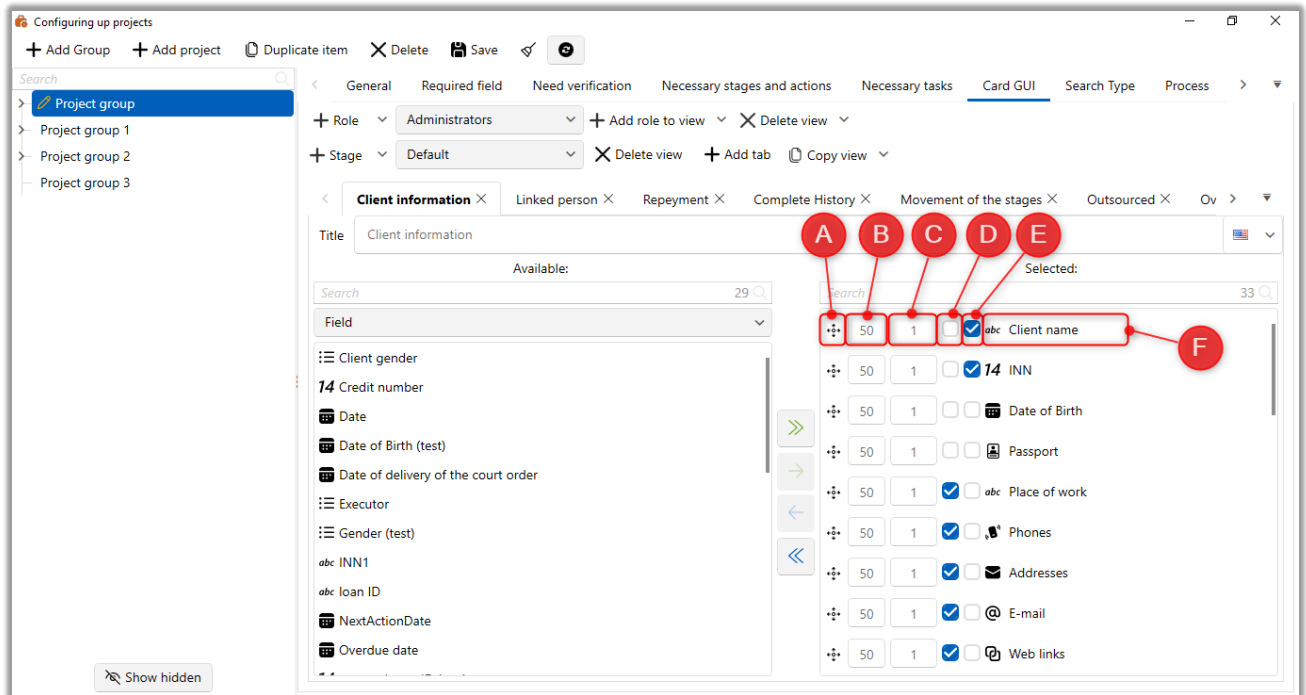 Configuring up projects
Add Group Add project Duplicate item Delete Save
Search
Project group
Project group 1
Project group 2
Project group 3
Show hidden
General Required field Need verification Necessary stages and actions Necessary tasks Card GUI Search Type Process
Role Administrators Add role to view Delete view
Stage Default Delete view Add tab Copy view
Client information Linked person Repeyment Complete History Movement of the stages Outsourced Ov
Title Client information
A B C D E
Available:
Search 29
Field
Client gender
14 Credit number
Date
Date of Birth (test)
Date of delivery of the court order
Executor
Gender (test)
abc INN1
abc loan ID
NextActionDate
Overdue date
Selected:
Search 33
50 1 abc Client name
F
50 1 14 INN
50 1 Date of Birth
50 1 Passport
50 1 abc Place of work
50 1 Phones
50 1 Addresses
50 1 @ E-mail
50 1 Web links